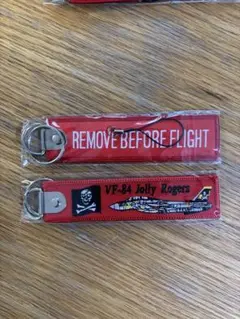 REMOVE BEFORE FLIGHT
VF-84 Jolly Rogers